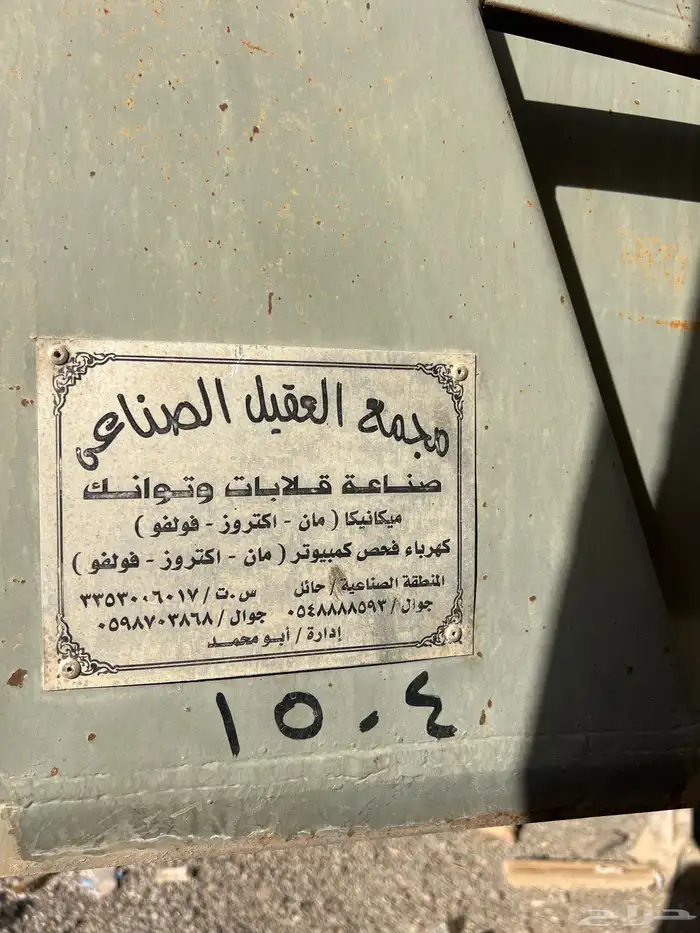 مجمع العقيل الصناعي
صناعة قلابات وتوانك
ميكانيكا ( مان - اكتروز - فولفو )
كهرباء فحص كمبيوتر ( مان - اكتروز - فولفو )
المنطقة الصناعية / حائل س.ت / ٣٣٥٣٠٠٦٠١٧
جوال / ٠٥٤٨٨٨٨٥٩٣ جوال / ٠٥٩٨٧٠٣٨٦٨
إدارة / أبو محمد
١٥٠٤
حراج